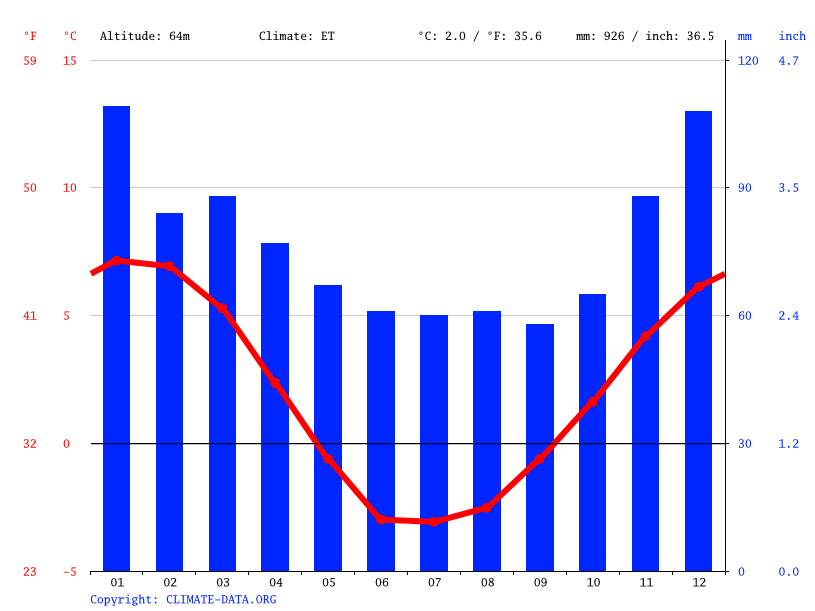 °F °C Altitude: 64m Climate: ET °C: 2.0 / °F: 35.6 mm: 926 / inch: 36.5 mm inch
59 15 120 4.7
50 10 90 3.5
41 5 60 2.4
32 0 30 1.2
23 -5 0 0.0
01 02 03 04 05 06 07 08 09 10 11 12
Copyright: CLIMATE-DATA.ORG